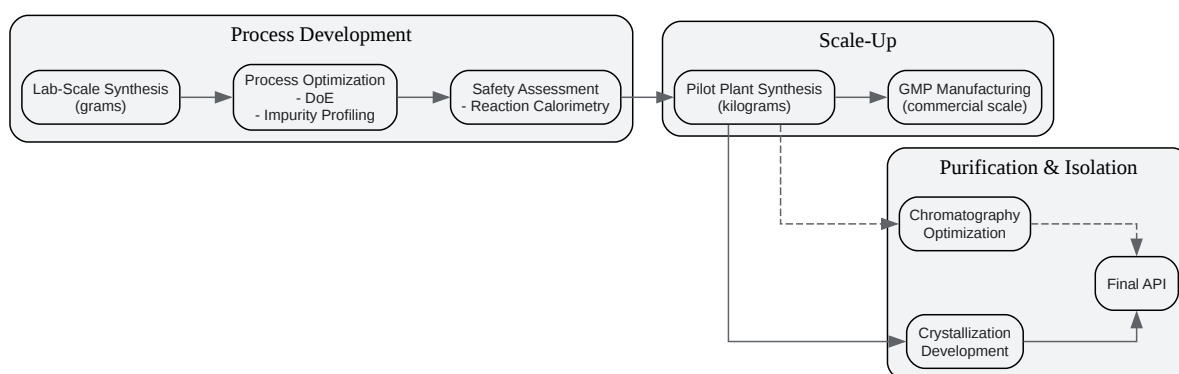 Process Development
Lab-Scale Synthesis
(grams)
Process Optimization
- DoE
- Impurity Profiling
Safety Assessment
- Reaction Calorimetry
Scale-Up
Pilot Plant Synthesis
(kilograms)
GMP Manufacturing
(commercial scale)
Purification & Isolation
Chromatography
Optimization
Final API
Crystallization
Development